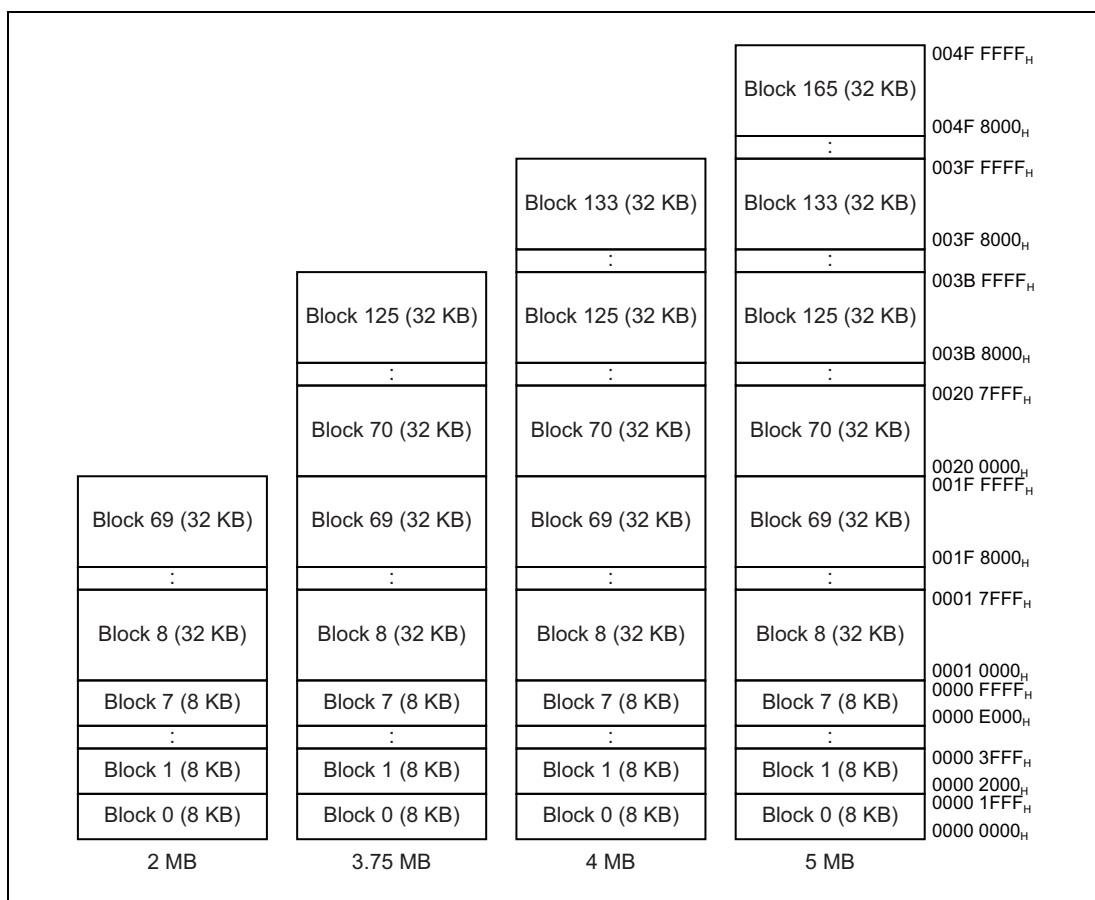 004F FFFFH
Block 165 (32 KB)
004F 8000H
:
003F FFFFH
Block 133 (32 KB) Block 133 (32 KB)
003F 8000H
: :
003B FFFFH
Block 125 (32 KB) Block 125 (32 KB) Block 125 (32 KB)
003B 8000H
: : :
0020 7FFFH
Block 70 (32 KB) Block 70 (32 KB) Block 70 (32 KB)
0020 0000H
001F FFFFH
Block 69 (32 KB) Block 69 (32 KB) Block 69 (32 KB) Block 69 (32 KB)
001F 8000H
: : : :
0001 7FFFH
Block 8 (32 KB) Block 8 (32 KB) Block 8 (32 KB) Block 8 (32 KB)
0001 0000H
0000 FFFFH
Block 7 (8 KB) Block 7 (8 KB) Block 7 (8 KB) Block 7 (8 KB)
0000 E000H
: : : :
0000 3FFFH
Block 1 (8 KB) Block 1 (8 KB) Block 1 (8 KB) Block 1 (8 KB)
0000 2000H
0000 1FFFH
Block 0 (8 KB) Block 0 (8 KB) Block 0 (8 KB) Block 0 (8 KB)
0000 0000H
2 MB 3.75 MB 4 MB 5 MB